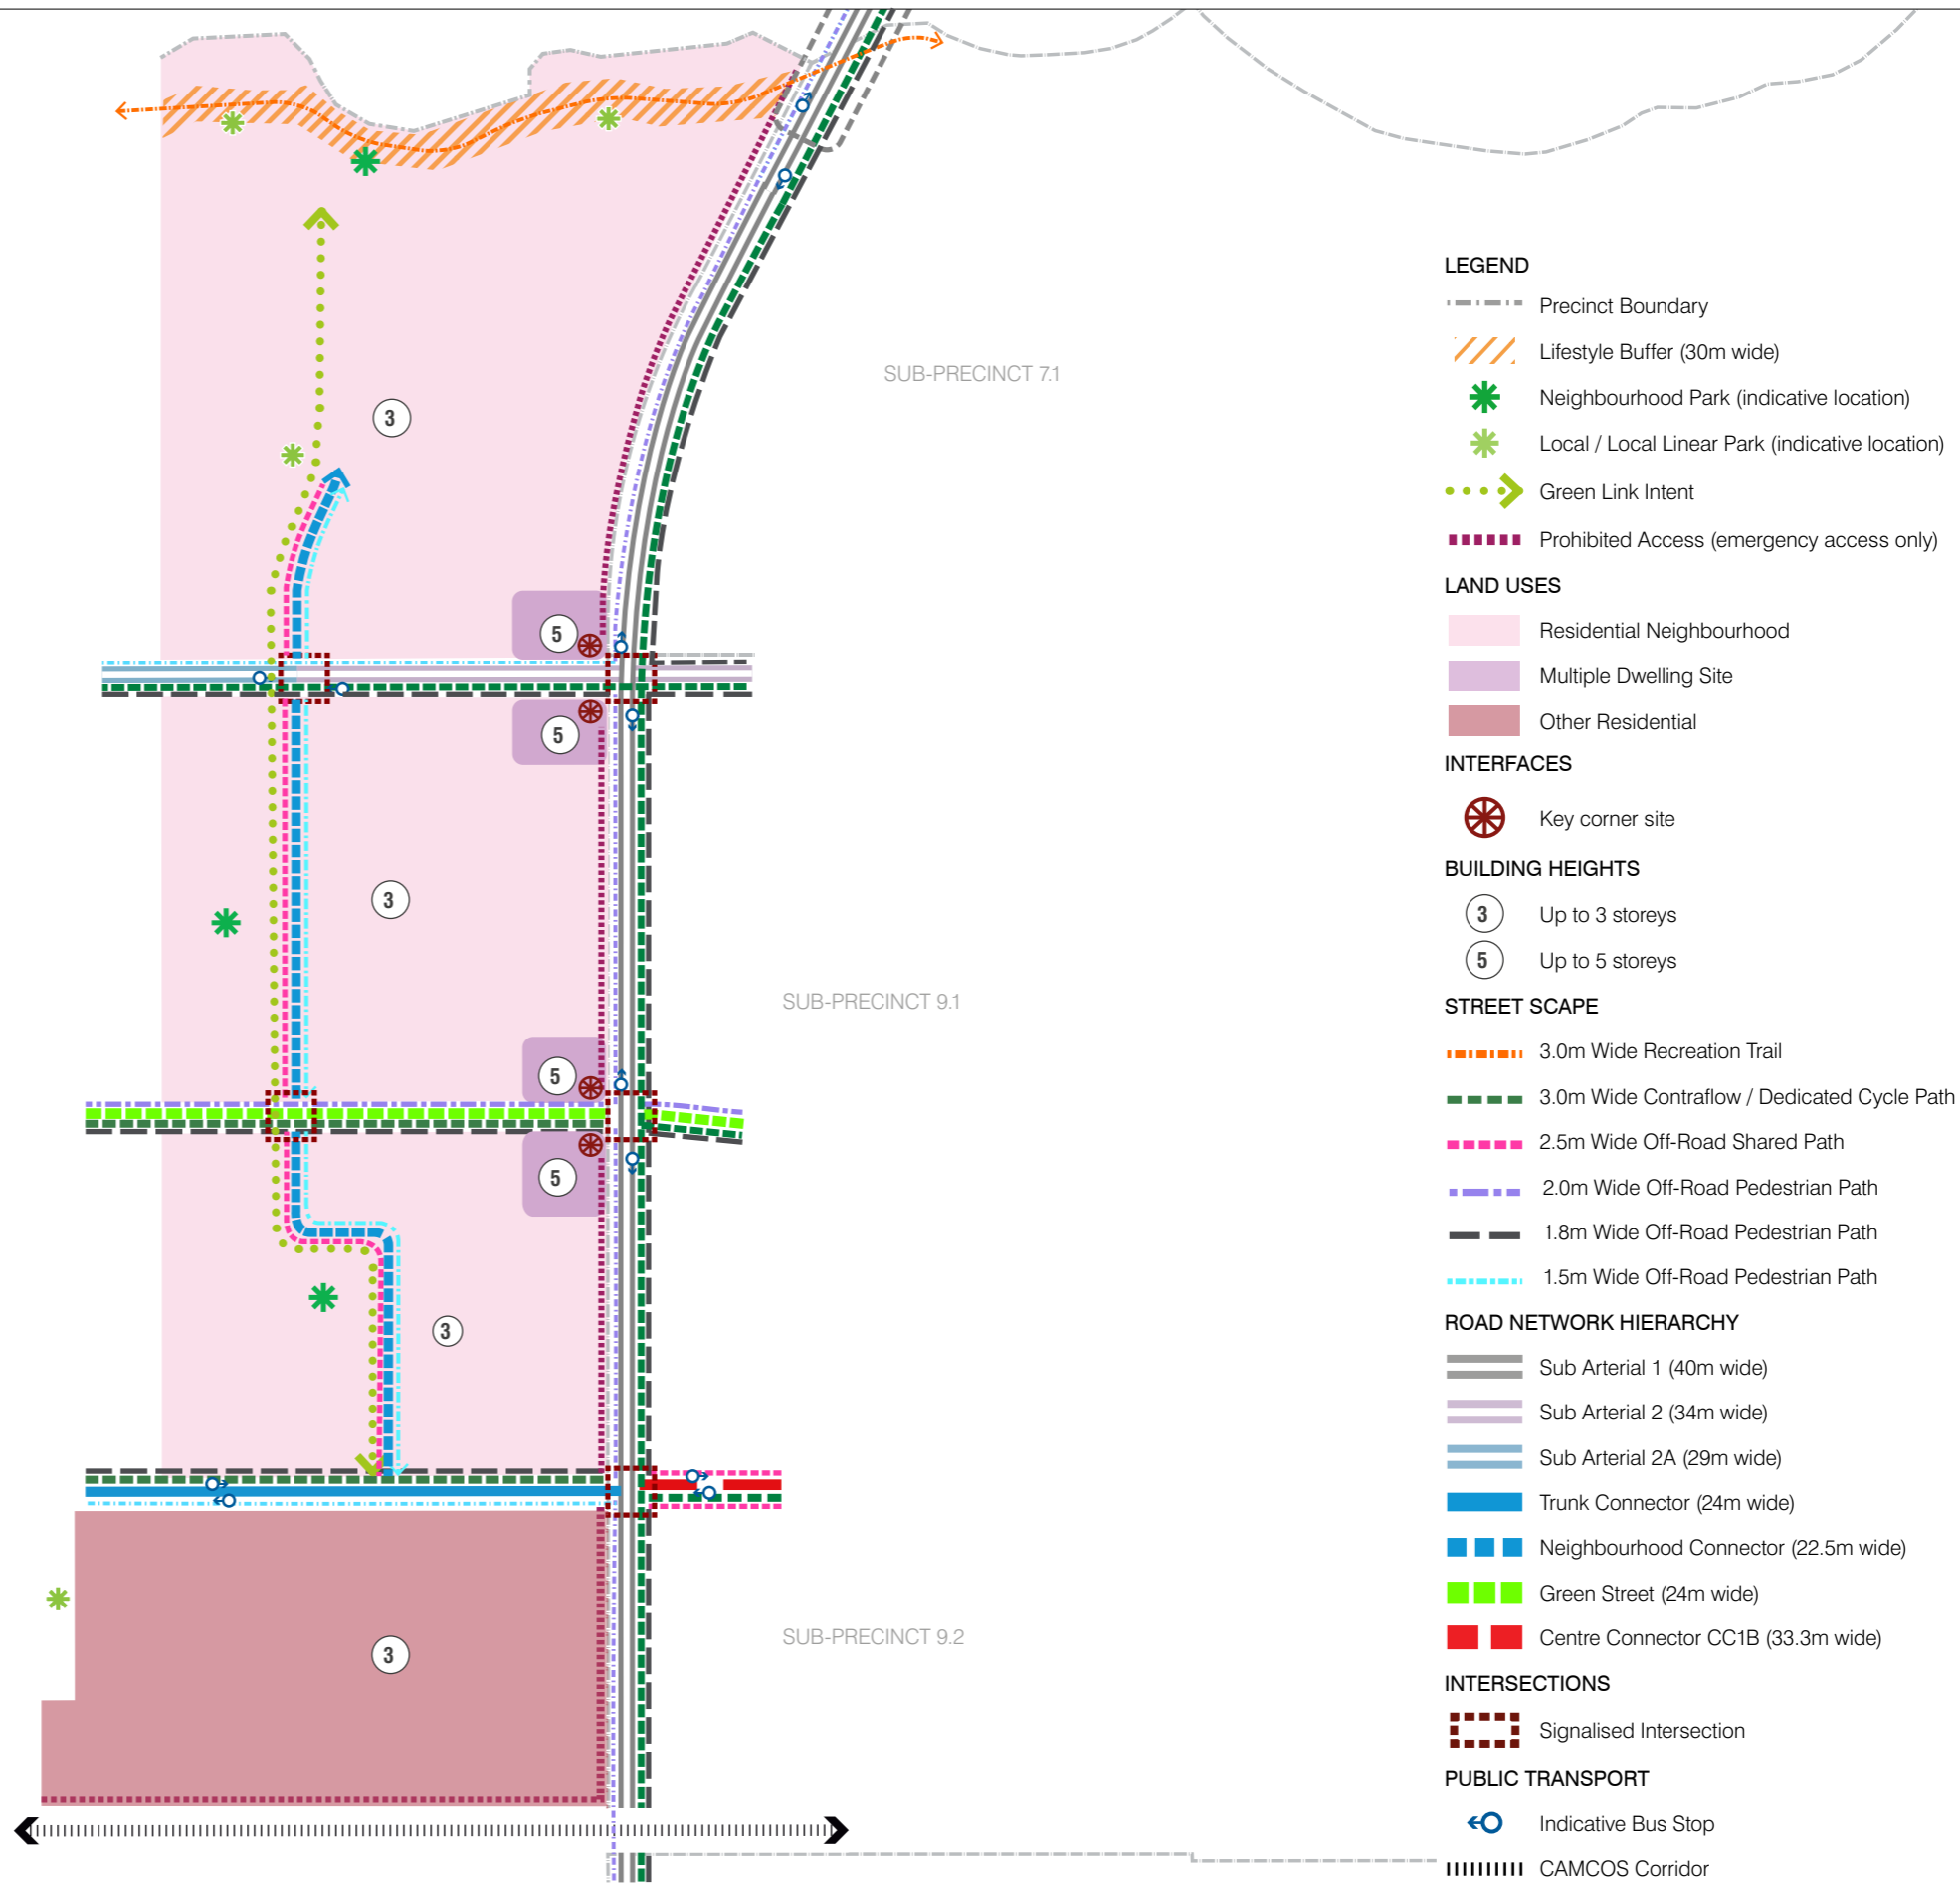 SUB-PRECINCT 7.1
3
5
5
3
SUB-PRECINCT 9.1
5
5
3
SUB-PRECINCT 9.2
3
LEGEND
Precinct Boundary
Lifestyle Buffer (30m wide)
Neighbourhood Park (indicative location)
Local / Local Linear Park (indicative location)
Green Link Intent
Prohibited Access (emergency access only)
LAND USES
Residential Neighbourhood
Multiple Dwelling Site
Other Residential
INTERFACES
Key corner site
BUILDING HEIGHTS
3 Up to 3 storeys
5 Up to 5 storeys
STREET SCAPE
3.0m Wide Recreation Trail
3.0m Wide Contraflow / Dedicated Cycle Path
2.5m Wide Off-Road Shared Path
2.0m Wide Off-Road Pedestrian Path
1.8m Wide Off-Road Pedestrian Path
1.5m Wide Off-Road Pedestrian Path
ROAD NETWORK HIERARCHY
Sub Arterial 1 (40m wide)
Sub Arterial 2 (34m wide)
Sub Arterial 2A (29m wide)
Trunk Connector (24m wide)
Neighbourhood Connector (22.5m wide)
Green Street (24m wide)
Centre Connector CC1B (33.3m wide)
INTERSECTIONS
Signalised Intersection
PUBLIC TRANSPORT
Indicative Bus Stop
CAMCOS Corridor